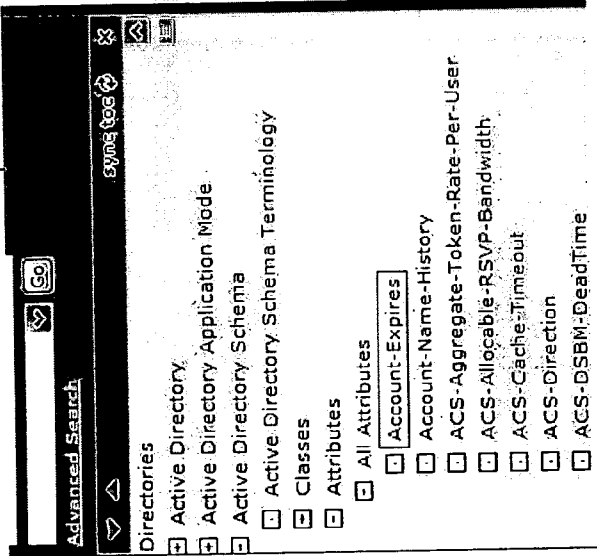 Go
Advanced Search
sync toc
Directories
Active Directory
Active Directory Application Mode
Active Directory Schema
Active Directory Schema Terminology
Classes
Attributes
All Attributes
Account-Expires
Account-Name-History
ACS-Aggregate-Token-Rate-Per-User
ACS-Allocable-RSVP-Bandwidth
ACS-Cache-Timeout
ACS-Direction
ACS-DSBM-DeadTime